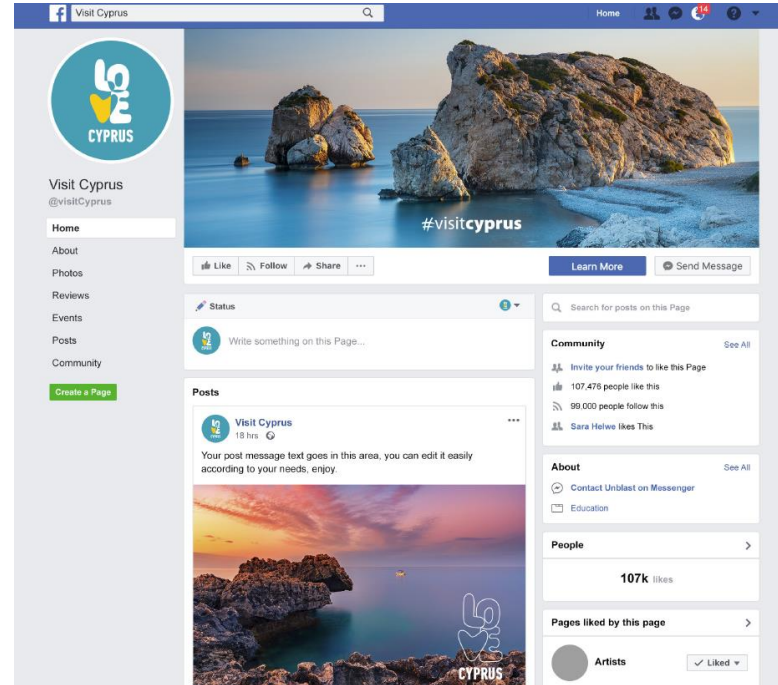 Visit Cyprus
Home
14
LOVE
CYPRUS
Visit Cyprus
@visitCyprus
Home
About
Photos
Reviews
Events
Posts
Community
Create a Page
#visitcyprus
Like
Follow
Share
Learn More
Send Message
Status
Write something on this Page...
Posts
Visit Cyprus
18 hrs
Your post message text goes in this area, you can edit it easily
according to your needs, enjoy.
LOVE
CYPRUS
Search for posts on this Page
Community
See All
Invite your friends to like this Page
107,476 people like this
99,000 people follow this
Sara Helwe likes This
About
See All
Contact Unblast on Messenger
Education
People
107k likes
Pages liked by this page
Artists
Liked